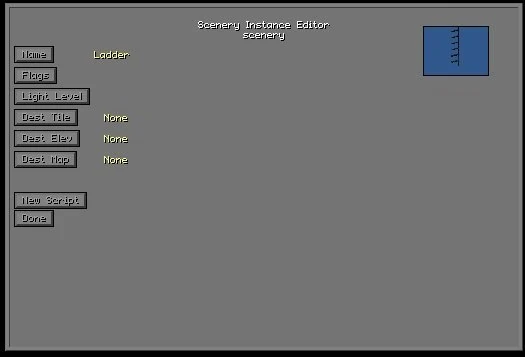 Scenery Instance Editor
scenery
Name Ladder
Flags
Light Level
Dest Tile None
Dest Elev None
Dest Map None
New Script
Done